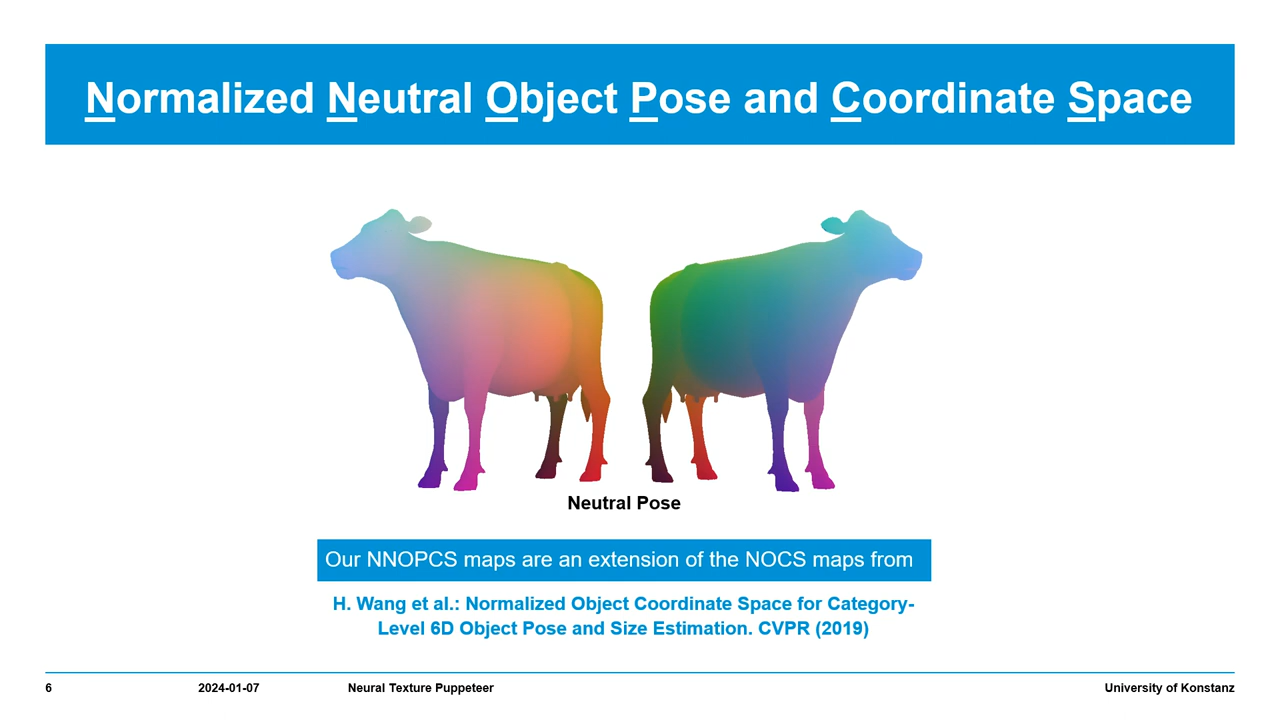 Normalized Neutral Object Pose and Coordinate Space
Neutral Pose
Our NNOPCS maps are an extension of the NOCS maps from
H. Wang et al.: Normalized Object Coordinate Space for Category-
Level 6D Object Pose and Size Estimation. CVPR (2019)
6 2024-01-07 Neural Texture Puppeteer University of Konstanz